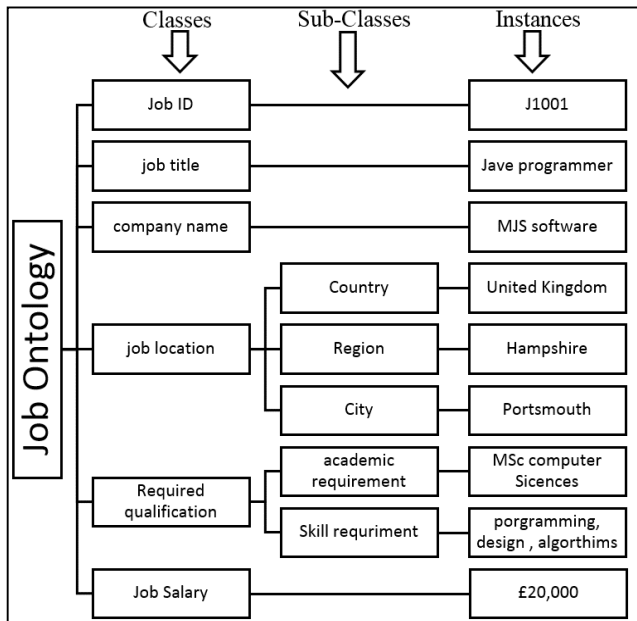 Classes
Sub-Classes
Instances
Job Ontology
Job ID
J1001
job title
Jave programmer
company name
MJS software
job location
Country
United Kingdom
Region
Hampshire
City
Portsmouth
Required
qualification
academic
requirement
MSc computer
Sicences
Skill requriment
porgramming,
design , algorthims
Job Salary
£20,000